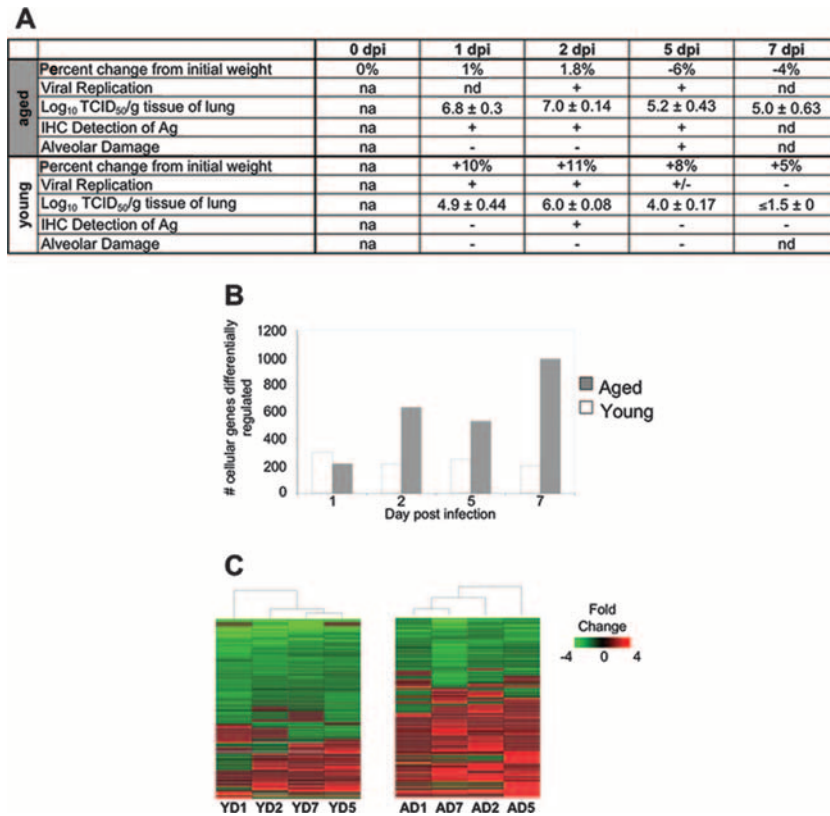 A
0 dpi 1 dpi 2 dpi 5 dpi 7 dpi
aged
Percent change from initial weight 0% 1% 1.8% -6% -4%
Viral Replication na nd + + nd
Log10 TCID50/g tissue of lung na 6.8 ± 0.3 7.0 ± 0.14 5.2 ± 0.43 5.0 ± 0.63
IHC Detection of Ag na + + + nd
Alveolar Damage na - - + nd
young
Percent change from initial weight na +10% +11% +8% +5%
Viral Replication na + + +/- -
Log10 TCID50/g tissue of lung na 4.9 ± 0.44 6.0 ± 0.08 4.0 ± 0.17 ≤1.5 ± 0
IHC Detection of Ag na - + - -
Alveolar Damage na - - - nd
B
# cellular genes differentially regulated
1200
1000
800
600
400
200
0
1 2 5 7
Day post infection
Aged
Young
C
Fold Change
-4 0 4
YD1 YD2 YD7 YD5
AD1 AD7 AD2 AD5